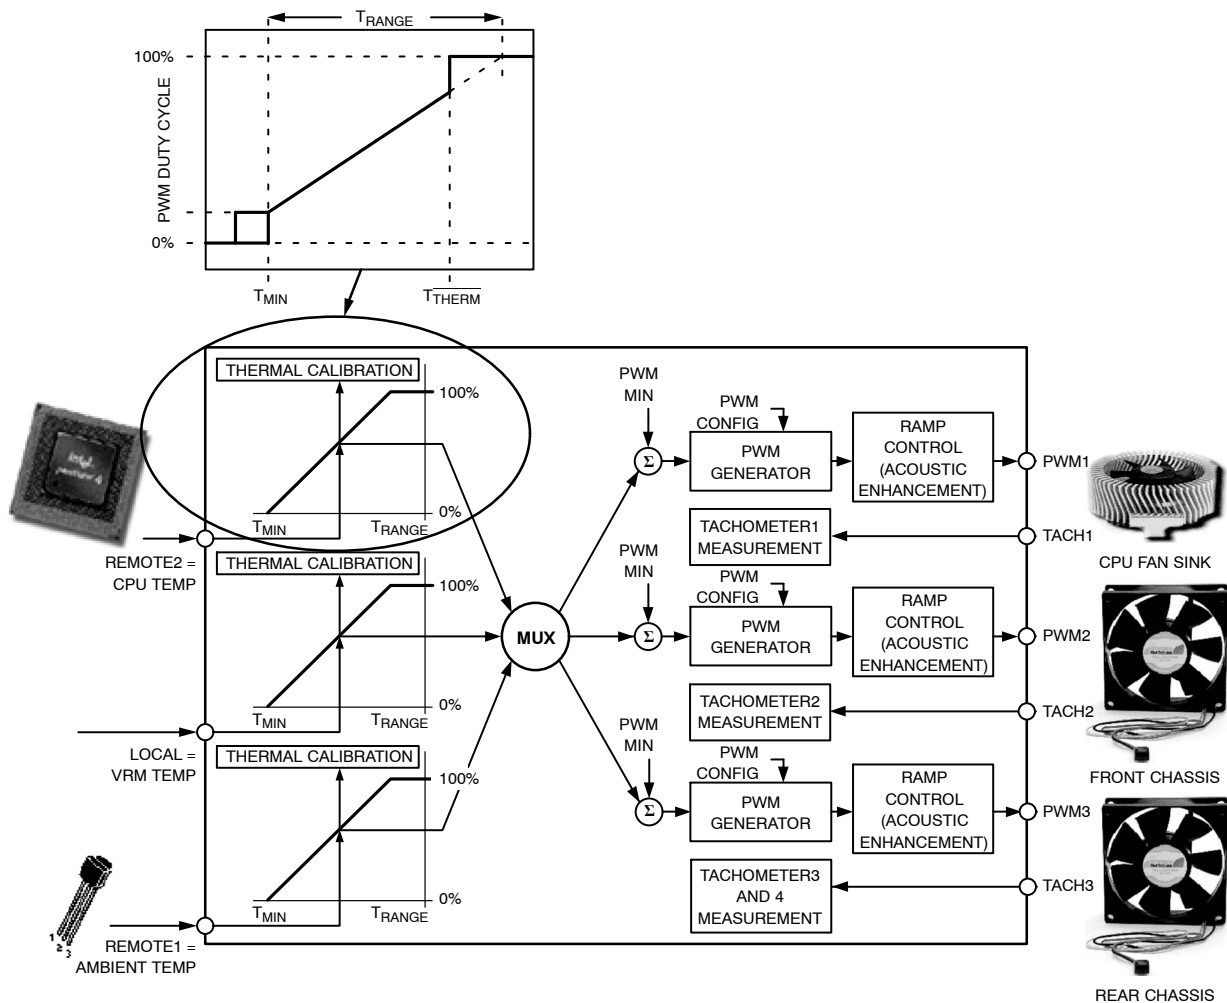 TRANGE
100%
PWM DUTY CYCLE
0%
TMIN
TTHERM
THERMAL CALIBRATION
100%
TMIN
TRANGE
0%
REMOTE2 =
CPU TEMP
THERMAL CALIBRATION
100%
TMIN
TRANGE
0%
LOCAL =
VRM TEMP
THERMAL CALIBRATION
100%
TMIN
TRANGE
0%
1
2
3
REMOTE1 =
AMBIENT TEMP
MUX
PWM
MIN
Σ
PWM
CONFIG
PWM
GENERATOR
RAMP
CONTROL
(ACOUSTIC
ENHANCEMENT)
PWM1
TACHOMETER1
MEASUREMENT
TACH1
CPU FAN SINK
PWM
MIN
Σ
PWM
CONFIG
PWM
GENERATOR
RAMP
CONTROL
(ACOUSTIC
ENHANCEMENT)
PWM2
TACHOMETER2
MEASUREMENT
TACH2
FRONT CHASSIS
PWM
MIN
Σ
PWM
CONFIG
PWM
GENERATOR
RAMP
CONTROL
(ACOUSTIC
ENHANCEMENT)
PWM3
TACHOMETER3
AND 4
MEASUREMENT
TACH3
REAR CHASSIS